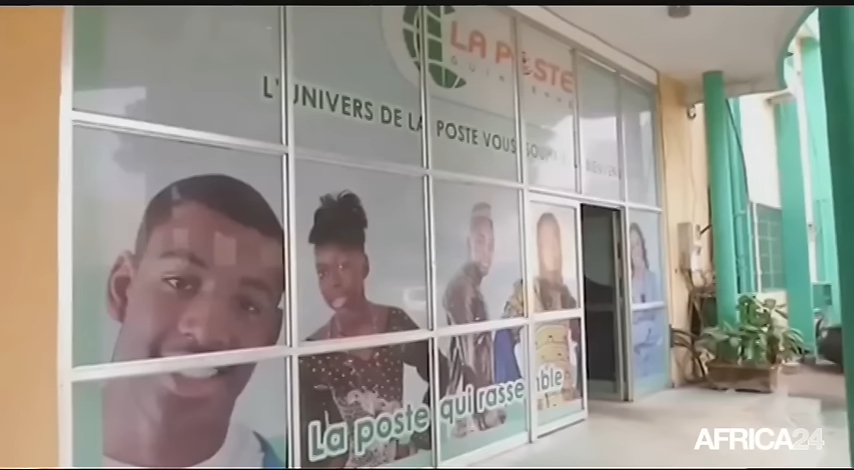 LA POSTE
L'UNIVERS DE LA POSTE VOUS
La poste qui rassemble
AFRICA24